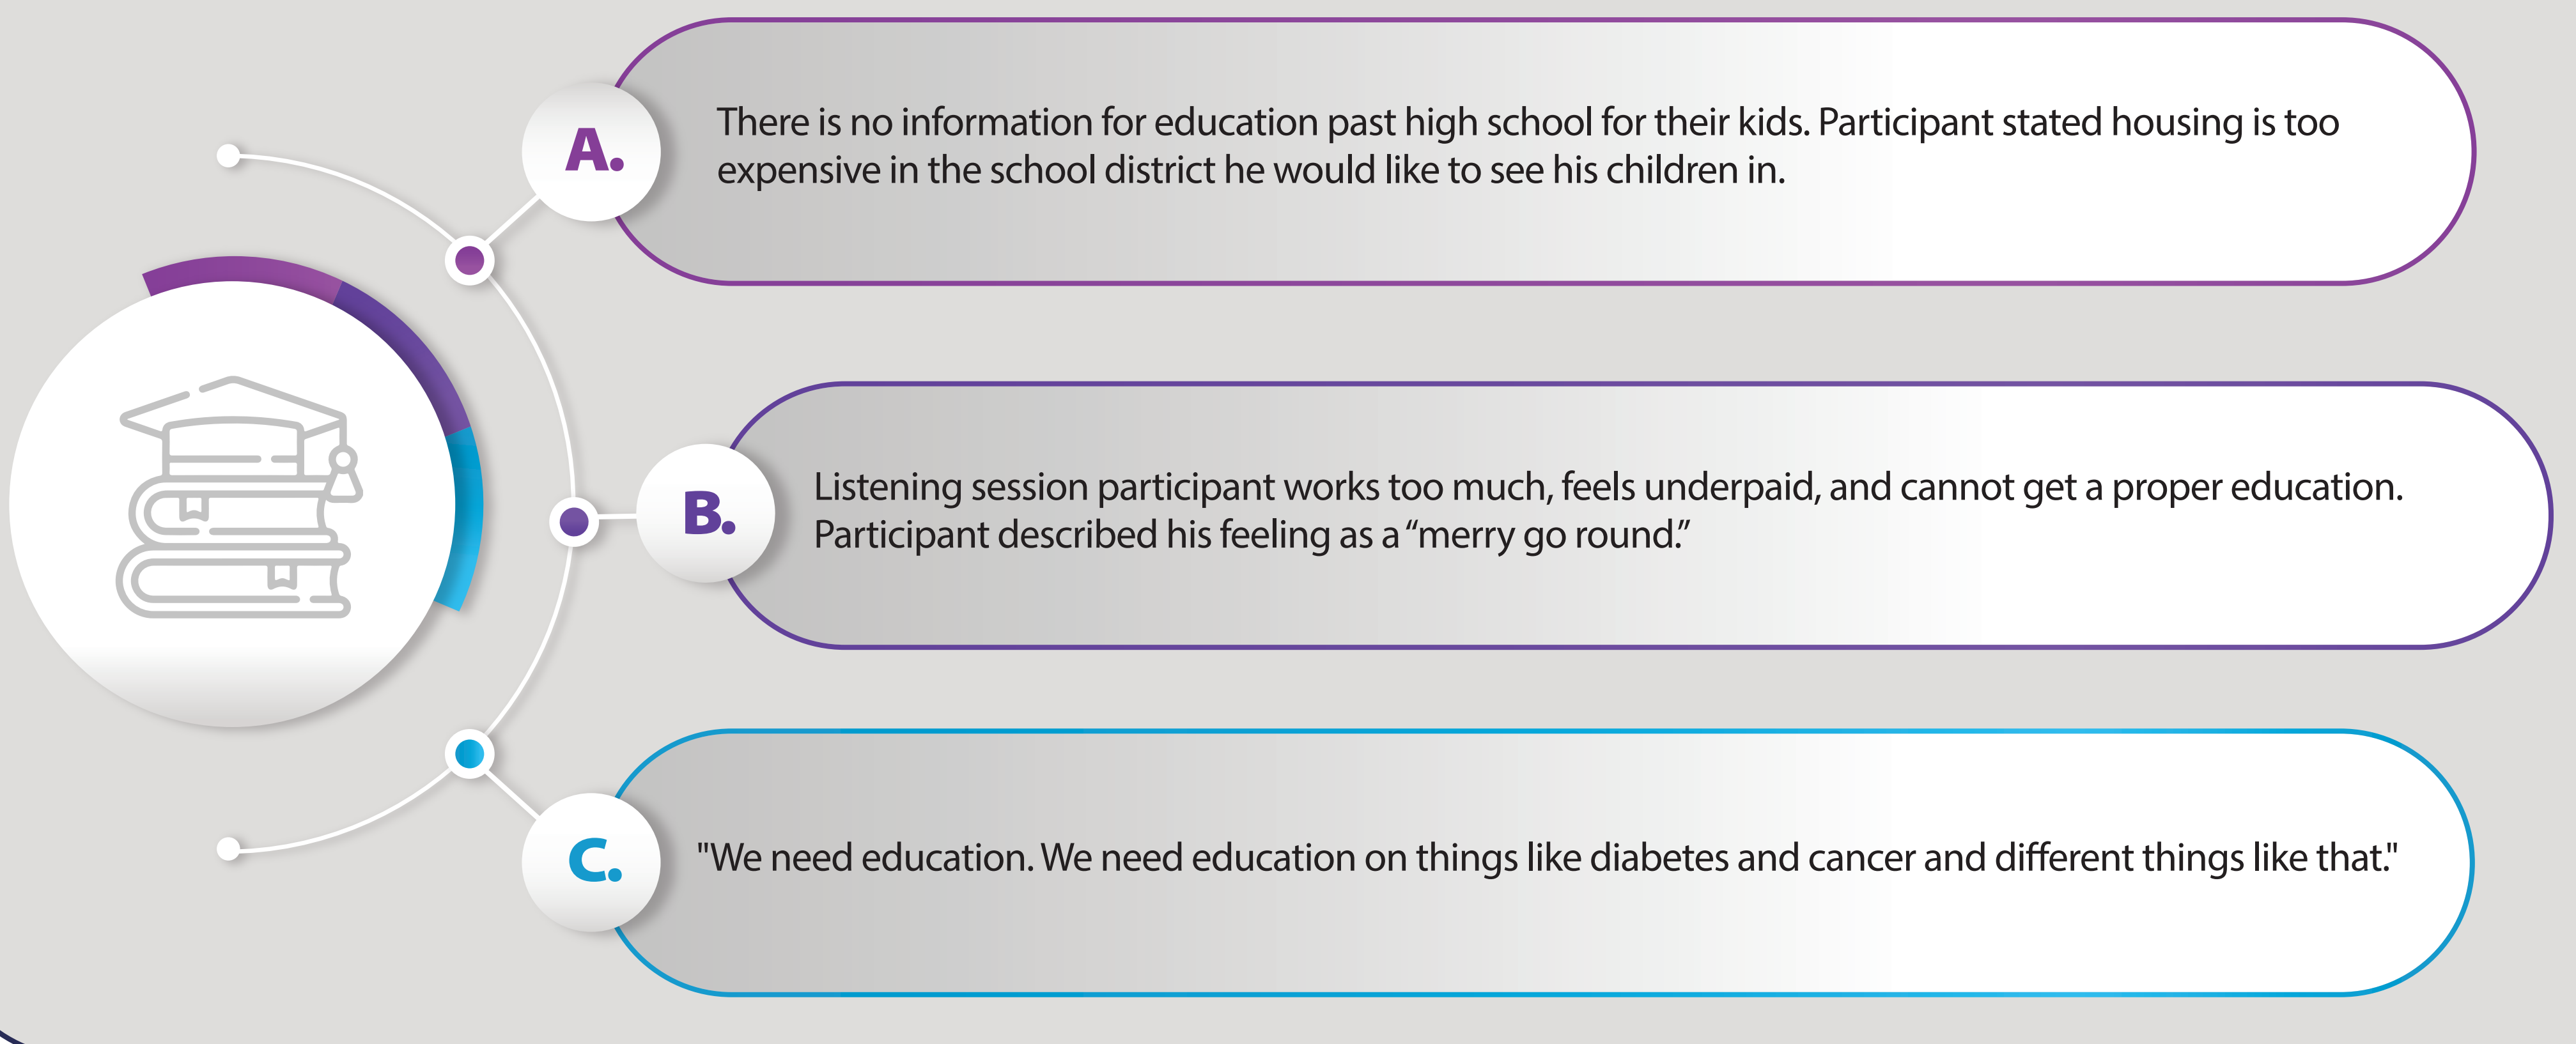 A.
There is no information for education past high school for their kids. Participant stated housing is too
expensive in the school district he would like to see his children in.
B.
Listening session participant works too much, feels underpaid, and cannot get a proper education.
Participant described his feeling as a “merry go round.”
C.
"We need education. We need education on things like diabetes and cancer and different things like that."